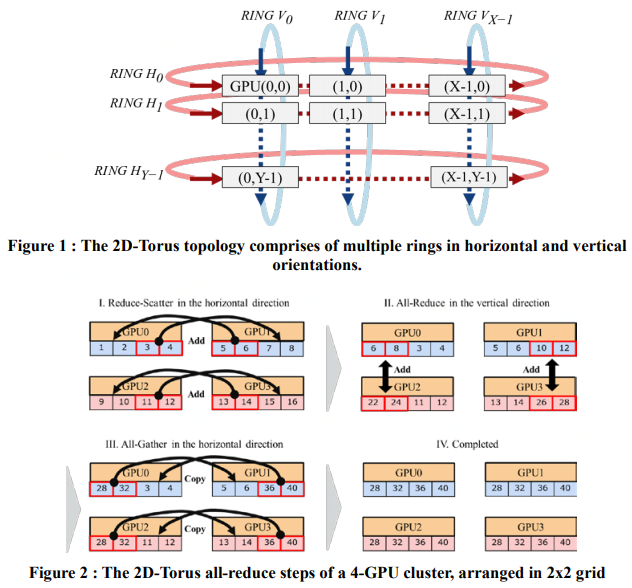 RING V0 RING V1 RING VX−1
RING H0
GPU(0,0) (1,0) (X-1,0)
RING H1
(0,1) (1,1) (X-1,1)
RING HY−1
(0,Y-1) (X-1,Y-1)
Figure 1 : The 2D-Torus topology comprises of multiple rings in horizontal and vertical
orientations.
I. Reduce-Scatter in the horizontal direction
GPU0 GPU1
Add
1 2 3 4 5 6 7 8
GPU2 GPU3
Add
9 10 11 12 13 14 15 16
II. All-Reduce in the vertical direction
GPU0 GPU1
6 8 3 4 5 6 10 12
Add Add
GPU2 GPU3
22 24 11 12 13 14 26 28
III. All-Gather in the horizontal direction
GPU0 GPU1
Copy
28 32 3 4 5 6 36 40
GPU2 GPU3
Copy
28 32 11 12 13 14 36 40
IV. Completed
GPU0 GPU1
28 32 36 40 28 32 36 40
GPU2 GPU3
28 32 36 40 28 32 36 40
Figure 2 : The 2D-Torus all-reduce steps of a 4-GPU cluster, arranged in 2x2 grid